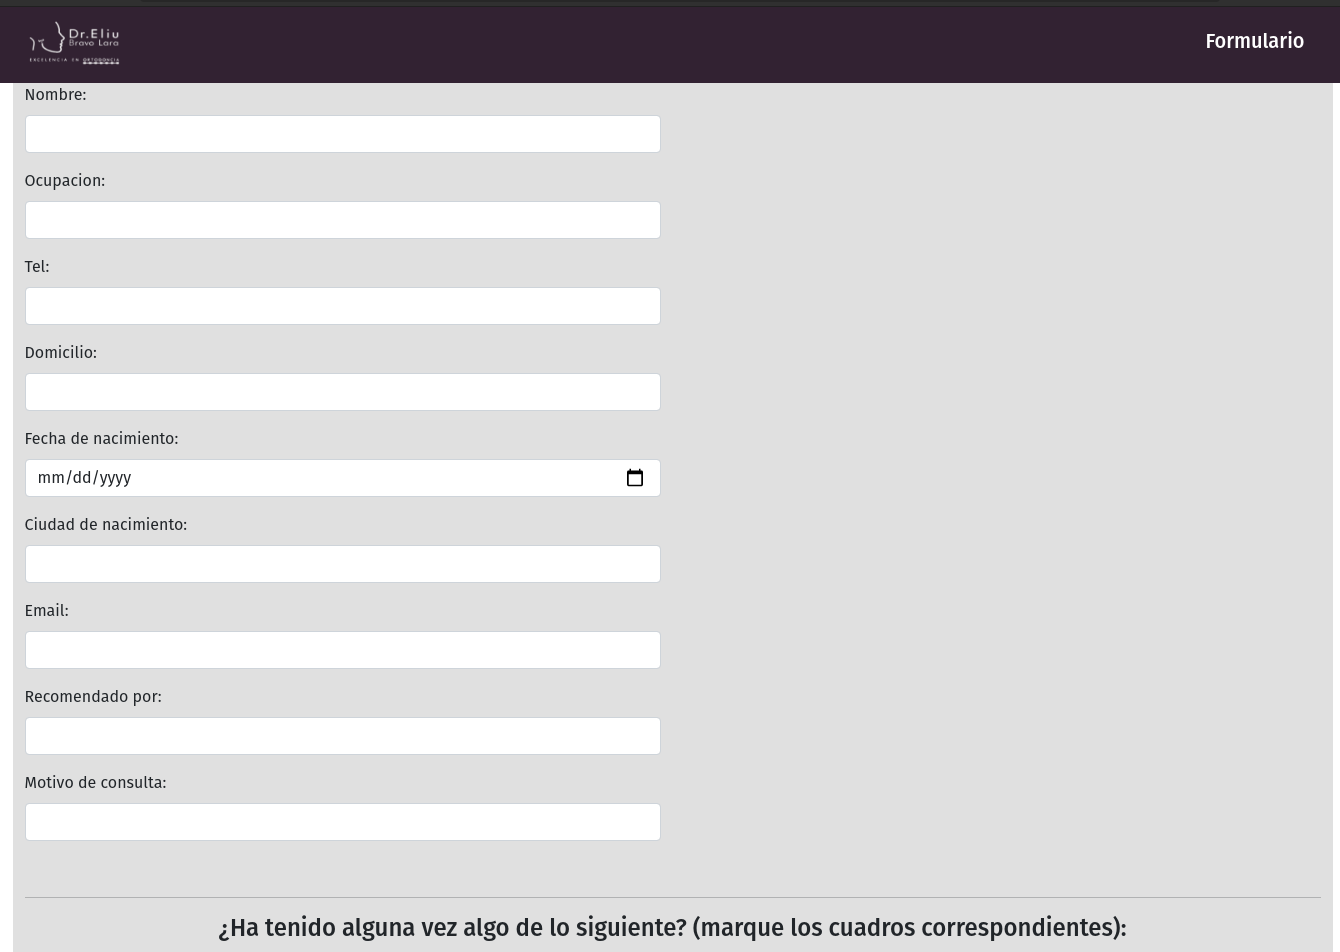 Dr.Eliu
Bravo Lara
EXCELENCIA EN ORTODONCIA
Formulario
Nombre:
Ocupacion:
Tel:
Domicilio:
Fecha de nacimiento:
mm/dd/yyyy
Ciudad de nacimiento:
Email:
Recomendado por:
Motivo de consulta:
¿Ha tenido alguna vez algo de lo siguiente? (marque los cuadros correspondientes):